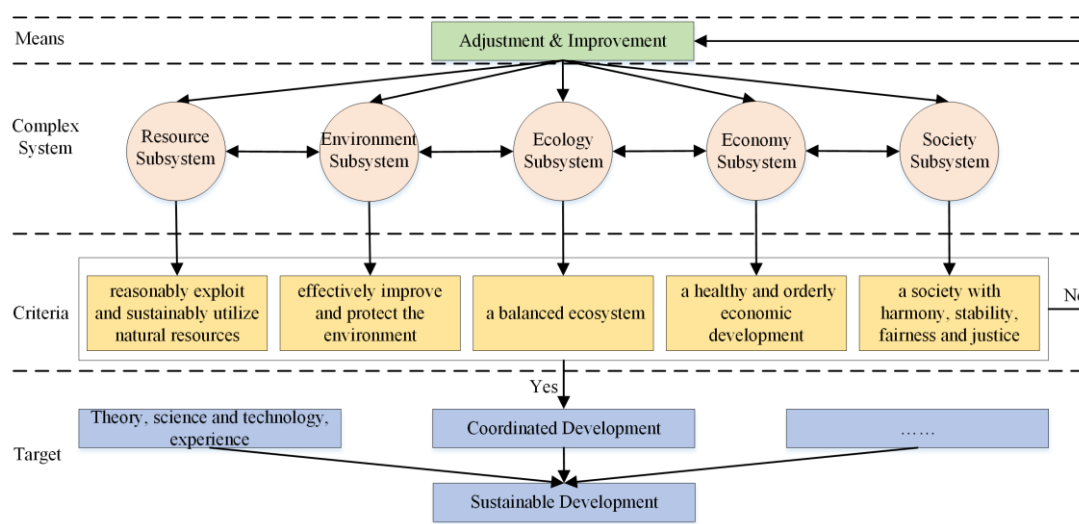 Means
Adjustment & Improvement
Complex
System
Resource
Subsystem
Environment
Subsystem
Ecology
Subsystem
Economy
Subsystem
Society
Subsystem
Criteria
reasonably exploit
and sustainably utilize
natural resources
effectively improve
and protect the
environment
a balanced ecosystem
a healthy and orderly
economic
development
a society with
harmony, stability,
fairness and justice
No
Yes
Target
Theory, science and technology,
experience
Coordinated Development
……
Sustainable Development